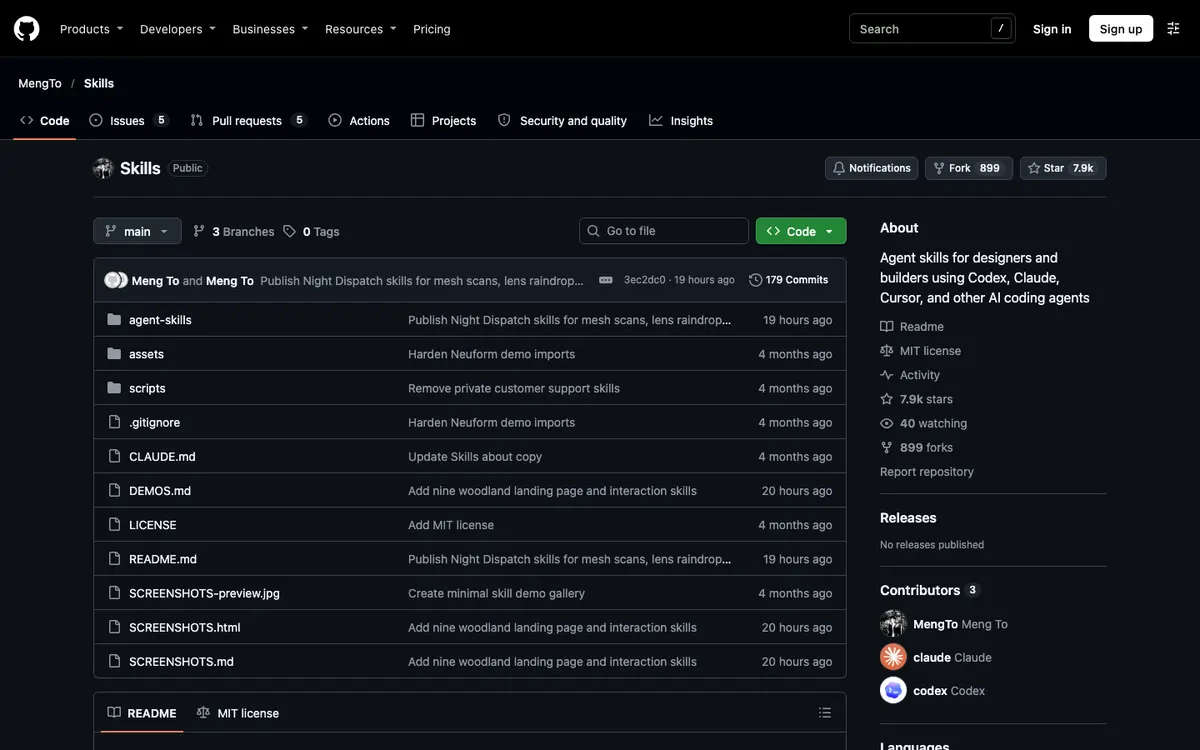 Products Developers Businesses Resources Pricing Search / Sign in Sign up
MengTo / Skills
Code Issues 5 Pull requests 5 Actions Projects Security and quality Insights
Skills Public Notifications Fork 899 Star 7.9k
main 3 Branches 0 Tags Go to file Code
Meng To and Meng To Publish Night Dispatch skills for mesh scans, lens raindrop... 3ec2dc0 · 19 hours ago 179 Commits
agent-skills Publish Night Dispatch skills for mesh scans, lens raindrop... 19 hours ago
assets Harden Neuform demo imports 4 months ago
scripts Remove private customer support skills 4 months ago
.gitignore Harden Neuform demo imports 4 months ago
CLAUDE.md Update Skills about copy 4 months ago
DEMOS.md Add nine woodland landing page and interaction skills 20 hours ago
LICENSE Add MIT license 4 months ago
README.md Publish Night Dispatch skills for mesh scans, lens raindrop... 19 hours ago
SCREENSHOTS-preview.jpg Create minimal skill demo gallery 4 months ago
SCREENSHOTS.html Add nine woodland landing page and interaction skills 20 hours ago
SCREENSHOTS.md Add nine woodland landing page and interaction skills 20 hours ago
README MIT license
About
Agent skills for designers and
builders using Codex, Claude,
Cursor, and other AI coding agents
Readme
MIT license
Activity
7.9k stars
40 watching
899 forks
Report repository
Releases
No releases published
Contributors 3
MengTo Meng To
claude Claude
codex Codex
Languages